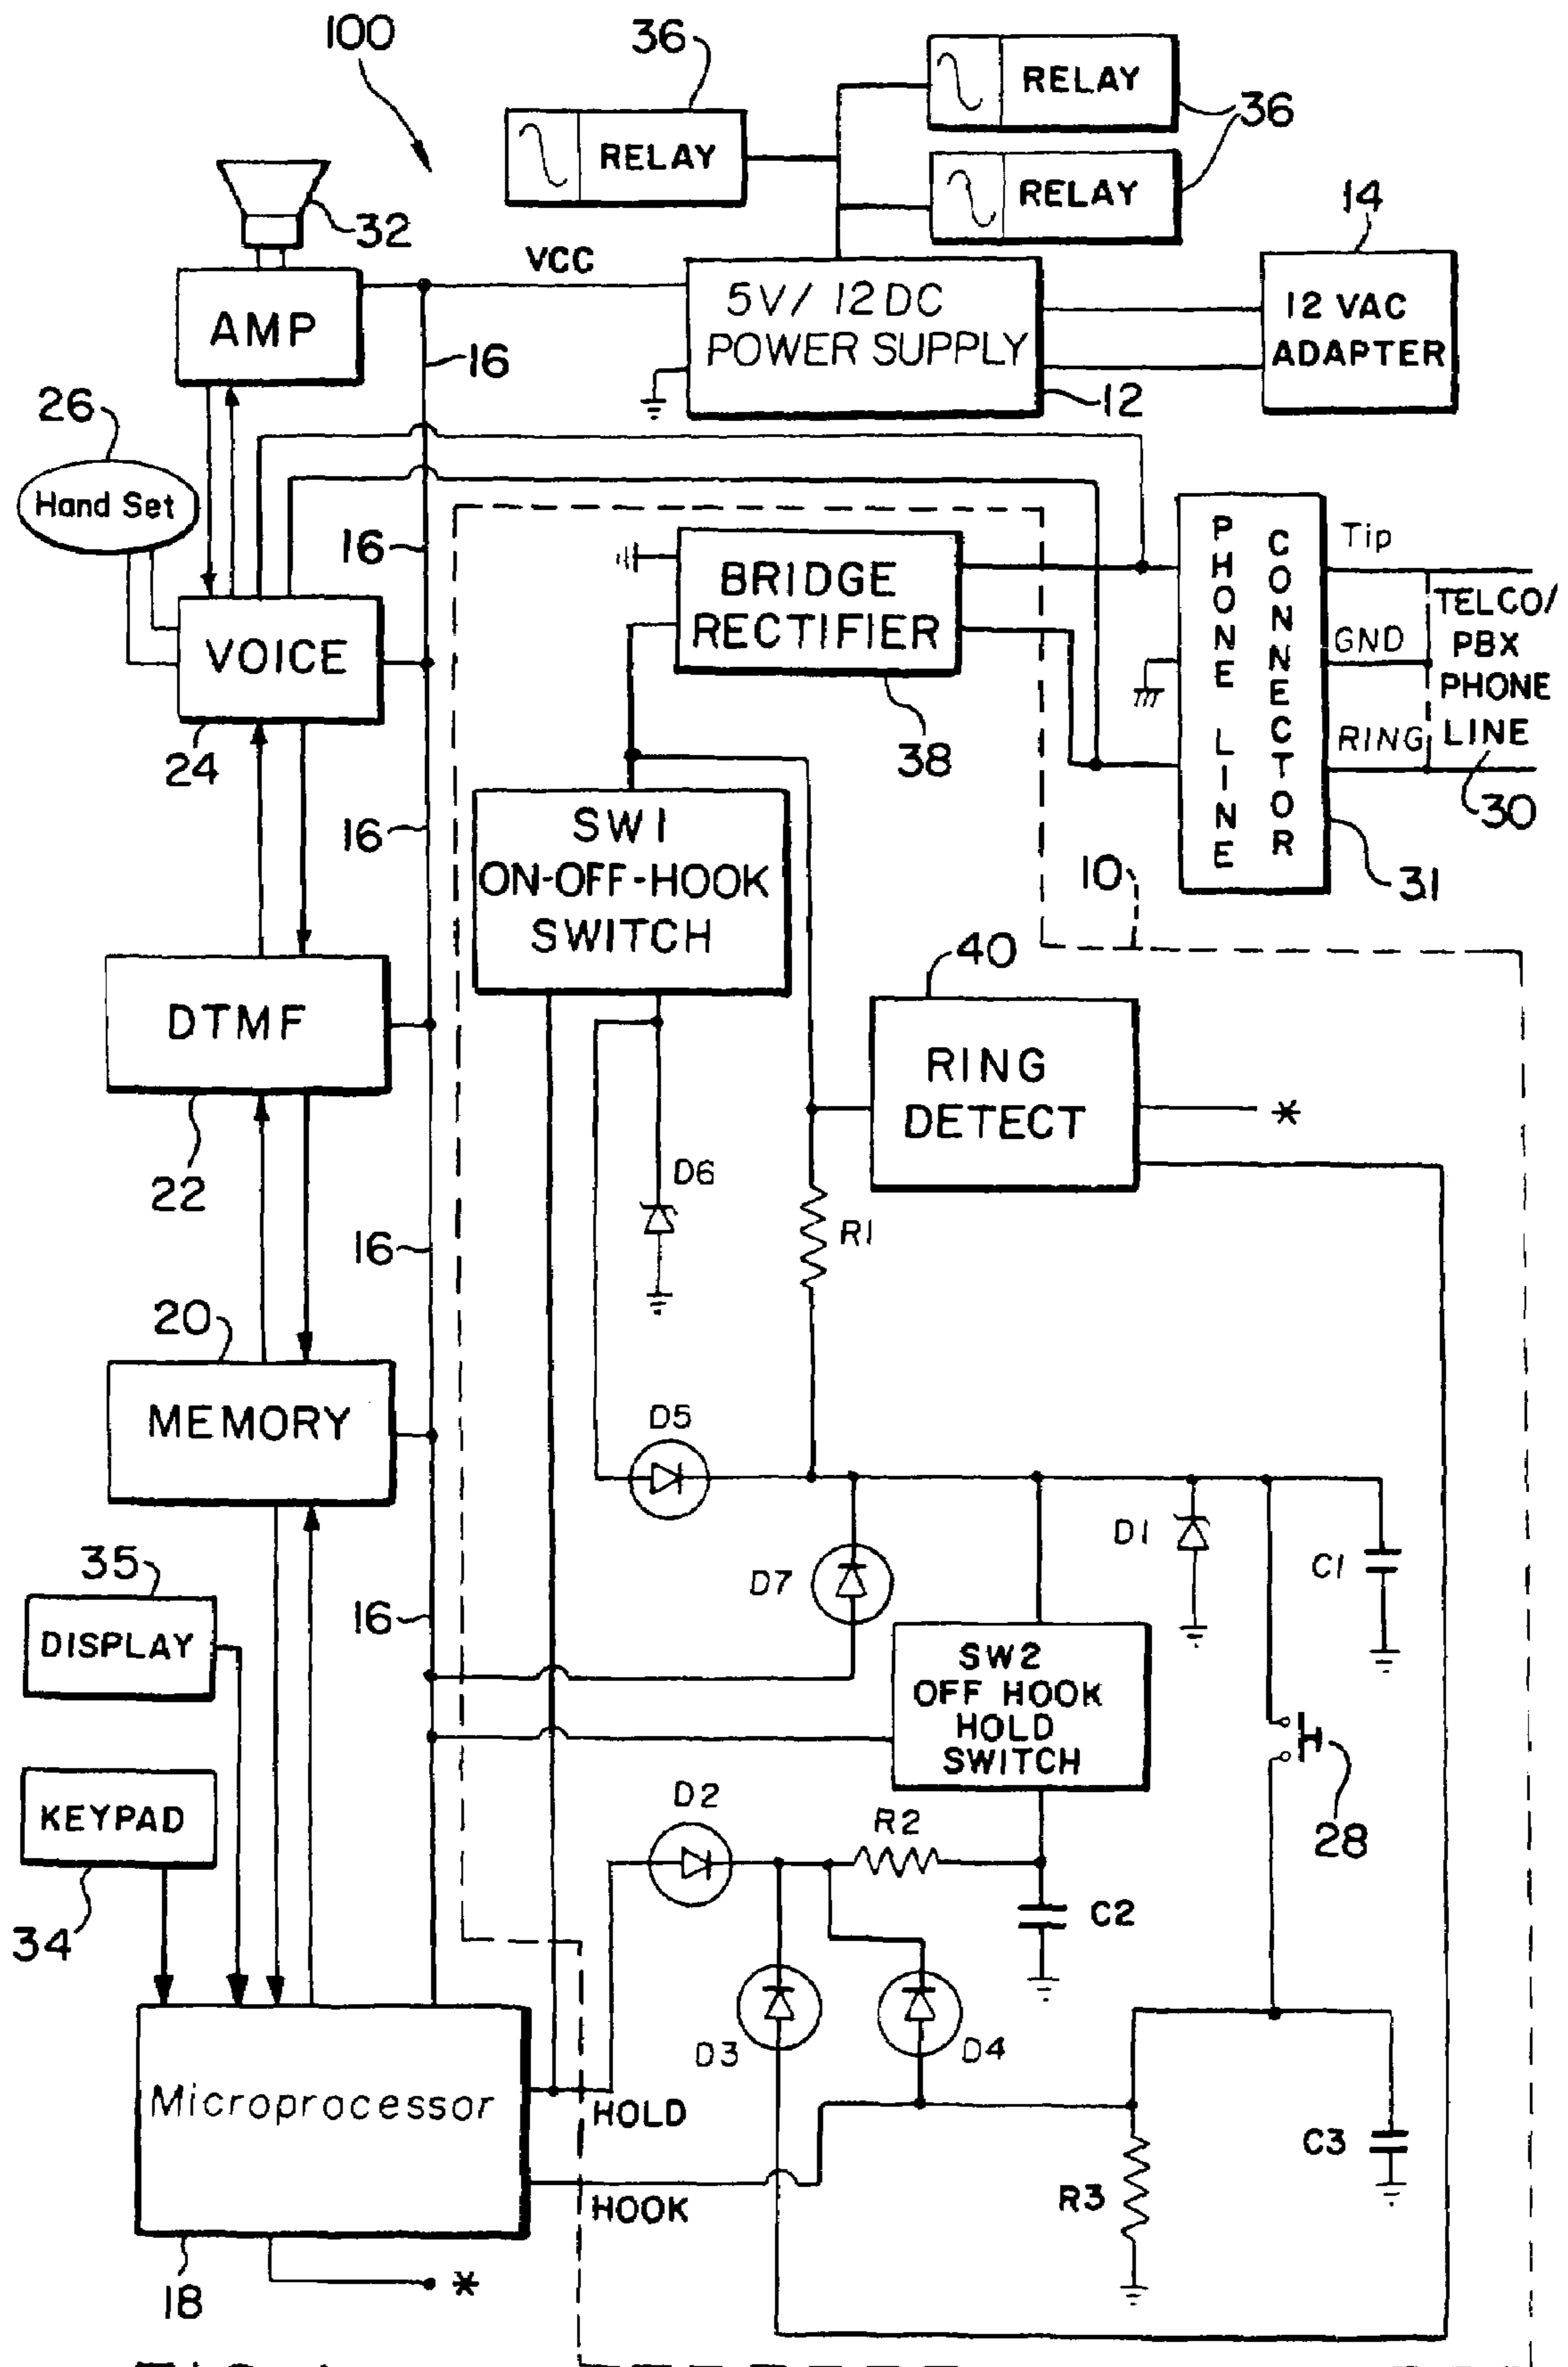 100
36
RELAY
RELAY
36
RELAY
32
14
VCC
AMP
5V/ 12DC
POWER SUPPLY
12 VAC
ADAPTER
16
12
26
Hand Set
16
PHONE LINE
CONNECTOR
Tip
BRIDGE
RECTIFIER
TELCO/
PBX
PHONE
LINE
GND
RING
VOICE
24
38
30
31
16
SW1
ON-OFF-HOOK
SWITCH
10
40
DTMF
RING
DETECT
*
22
D6
R1
16
20
MEMORY
D5
D1
C1
35
D7
16
DISPLAY
SW2
OFF HOOK
HOLD
SWITCH
KEYPAD
D2
R2
28
34
C2
D3
D4
Microprocessor
HOLD
C3
R3
HOOK
18
*